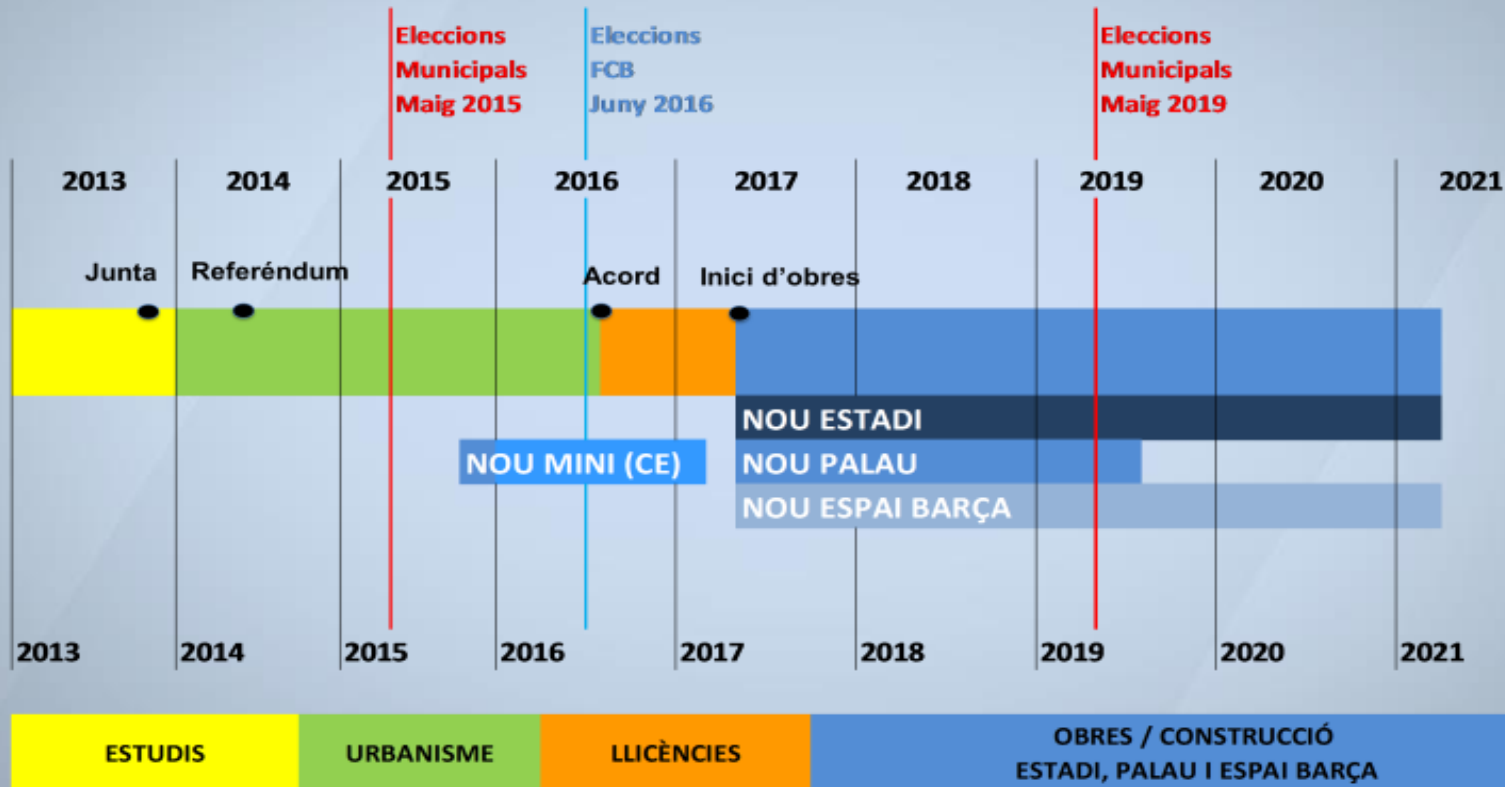 Eleccions
Municipals
Maig 2015
Eleccions
FCB
Juny 2016
Eleccions
Municipals
Maig 2019
2013 2014 2015 2016 2017 2018 2019 2020 2021
Junta Referéndum Acord Inici d'obres
NOU ESTADI
NOU MINI (CE) NOU PALAU
NOU ESPAI BARÇA
2013 2014 2015 2016 2017 2018 2019 2020 2021
ESTUDIS URBANISME LLICÈNCIES OBRES / CONSTRUCCIÓ
ESTADI, PALAU I ESPAI BARÇA